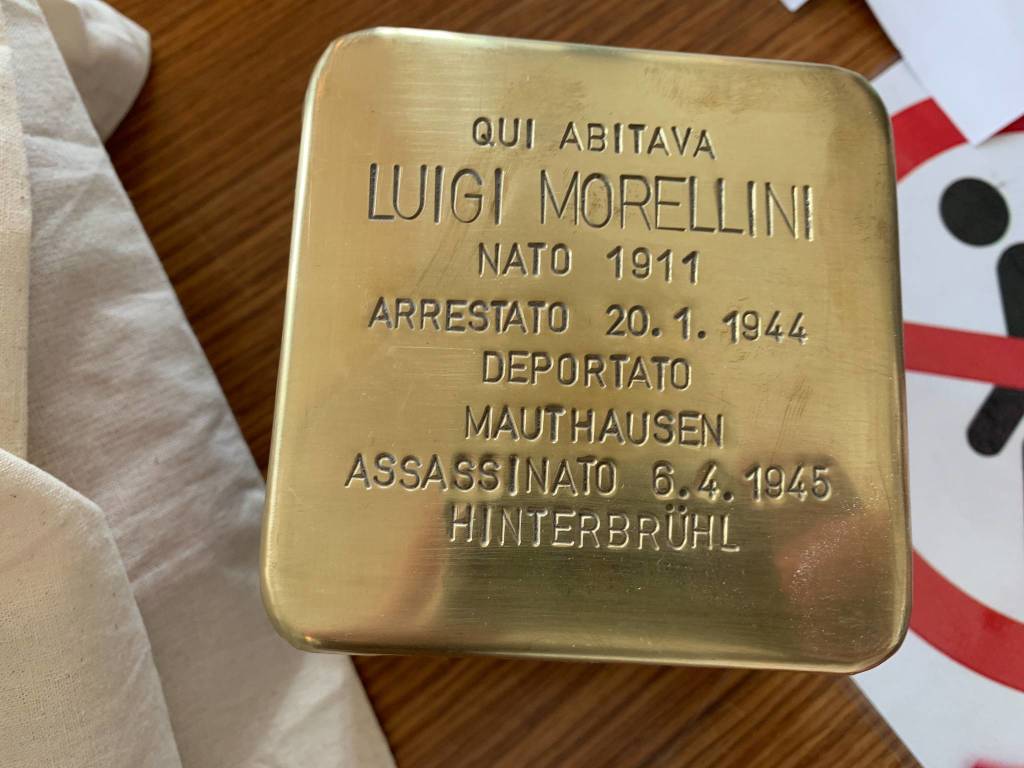 QUI ABITAVA
LUIGI MORELLINI
NATO 1911
ARRESTATO 20.1.1944
DEPORTATO
MAUTHAUSEN
ASSASSINATO 6.4.1945
HINTERBRÜHL